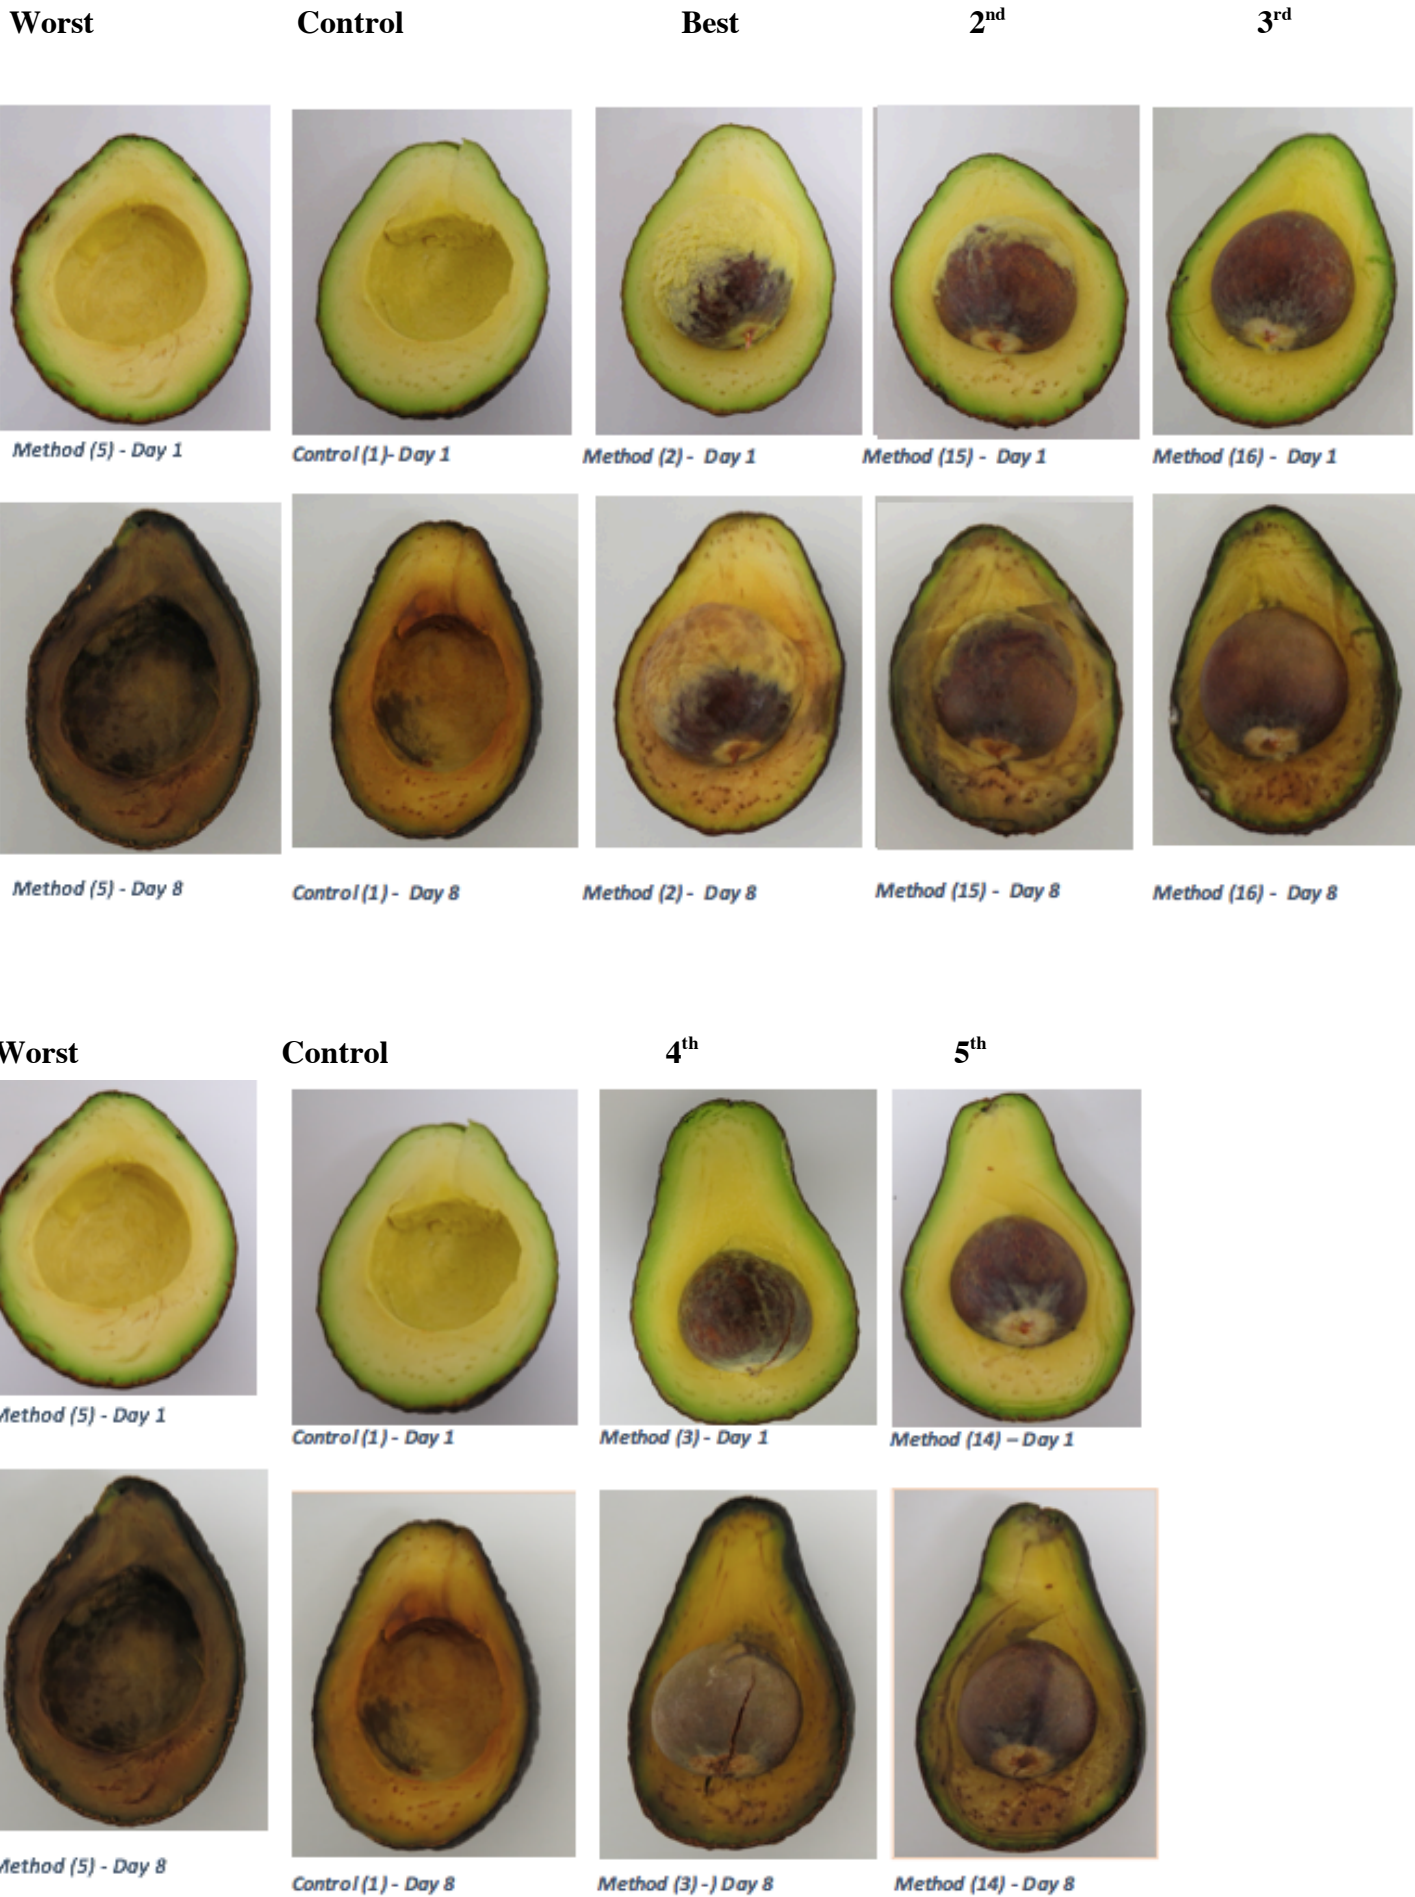 Worst Control Best 2nd 3rd
Method (5) - Day 1 Control (1)- Day 1 Method (2) - Day 1 Method (15) - Day 1 Method (16) - Day 1
Method (5) - Day 8 Control (1) - Day 8 Method (2) - Day 8 Method (15) - Day 8 Method (16) - Day 8
Worst Control 4th 5th
Method (5) - Day 1 Control (1) - Day 1 Method (3) - Day 1 Method (14) – Day 1
Method (5) - Day 8 Control (1) - Day 8 Method (3) -) Day 8 Method (14) - Day 8